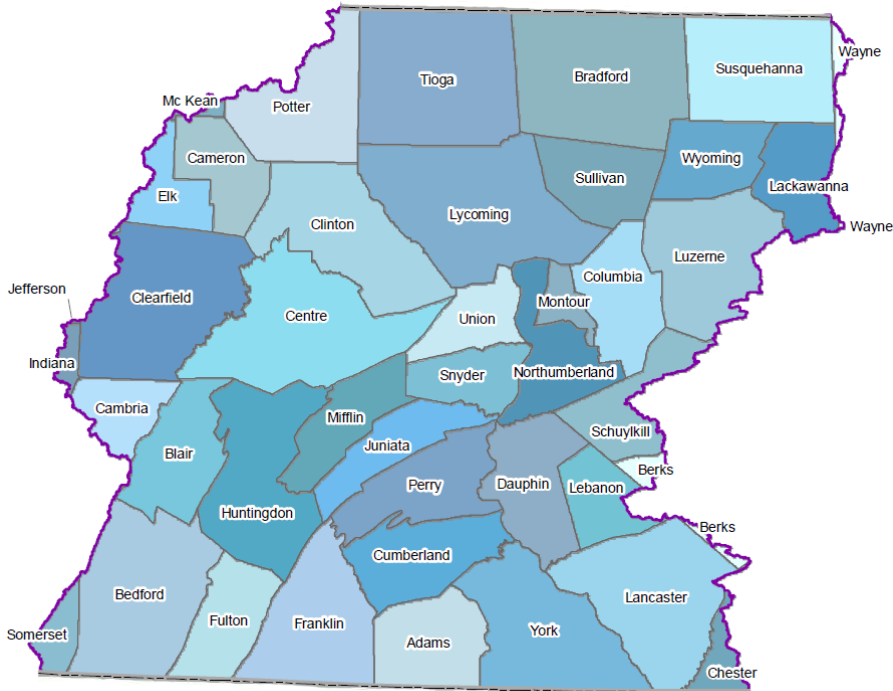 Wayne
Susquehanna
Bradford
Tioga
Mc Kean
Potter
Cameron
Wyoming
Sullivan
Lackawanna
Elk
Lycoming
Clinton
Wayne
Luzerne
Columbia
Jefferson
Clearfield
Montour
Centre
Union
Indiana
Northumberland
Snyder
Cambria
Mifflin
Schuylkill
Juniata
Blair
Berks
Perry
Dauphin
Lebanon
Huntingdon
Berks
Cumberland
Bedford
Lancaster
Fulton
Franklin
York
Somerset
Adams
Chester